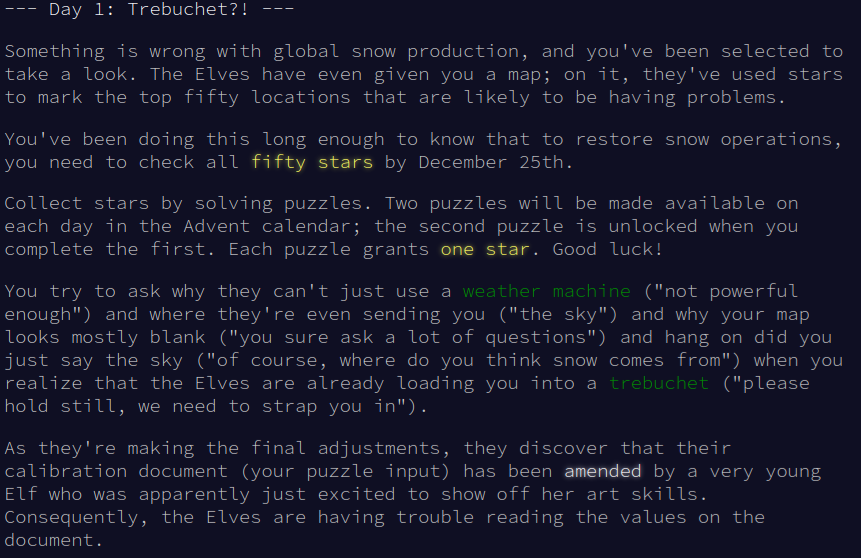 --- Day 1: Trebuchet?! ---
Something is wrong with global snow production, and you've been selected to
take a look. The Elves have even given you a map; on it, they've used stars
to mark the top fifty locations that are likely to be having problems.
You've been doing this long enough to know that to restore snow operations,
you need to check all fifty stars by December 25th.
Collect stars by solving puzzles. Two puzzles will be made available on
each day in the Advent calendar; the second puzzle is unlocked when you
complete the first. Each puzzle grants one star. Good luck!
You try to ask why they can't just use a weather machine ("not powerful
enough") and where they're even sending you ("the sky") and why your map
looks mostly blank ("you sure ask a lot of questions") and hang on did you
just say the sky ("of course, where do you think snow comes from") when you
realize that the Elves are already loading you into a trebuchet ("please
hold still, we need to strap you in").
As they're making the final adjustments, they discover that their
calibration document (your puzzle input) has been amended by a very young
Elf who was apparently just excited to show off her art skills.
Consequently, the Elves are having trouble reading the values on the
document.